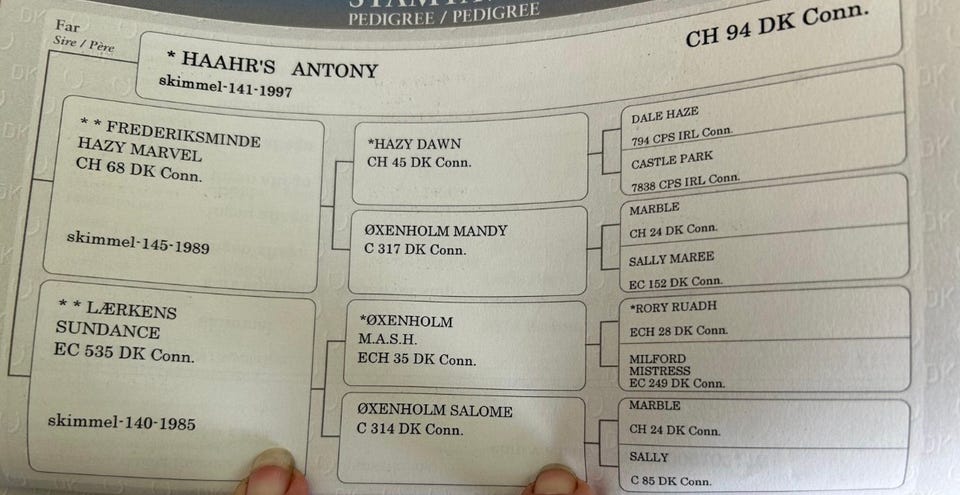 PEDIGREE / PEDIGREE
Far
Sire / Père
* HAAHR'S ANTONY
CH 94 DK Conn.
skimmel-141-1997
* * FREDERIKSMINDE
HAZY MARVEL
CH 68 DK Conn.
skimmel-145-1989
* * LÆRKENS
SUNDANCE
EC 535 DK Conn.
skimmel-140-1985
*HAZY DAWN
CH 45 DK Conn.
ØXENHOLM MANDY
C 317 DK Conn.
*ØXENHOLM
M.A.S.H.
ECH 35 DK Conn.
ØXENHOLM SALOME
C 314 DK Conn.
DALE HAZE
794 CPS IRL Conn.
CASTLE PARK
7838 CPS IRL Conn.
MARBLE
CH 24 DK Conn.
SALLY MAREE
EC 152 DK Conn.
*RORY RUADH
ECH 28 DK Conn.
MILFORD
MISTRESS
EC 249 DK Conn.
MARBLE
CH 24 DK Conn.
SALLY
C 85 DK Conn.